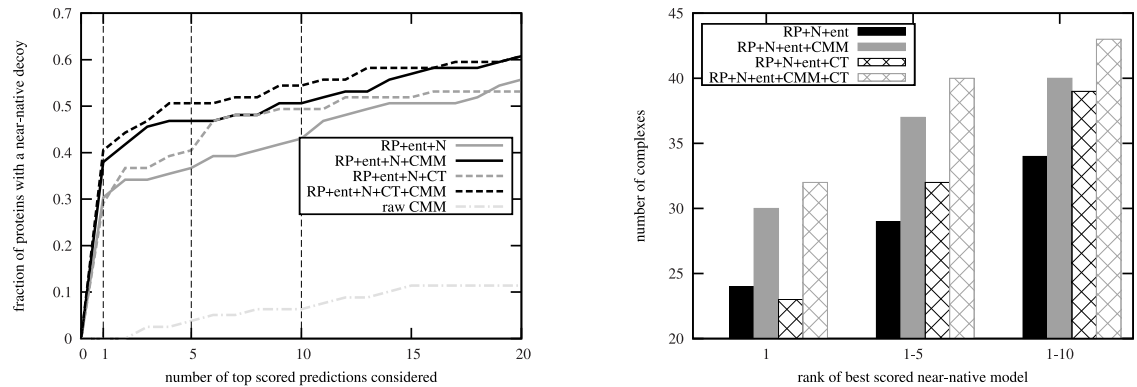 0.7
0.6
0.5
0.4
0.3
0.2
0.1
0
fraction of proteins with a near-native decoy
RP+ent+N
RP+ent+N+CMM
RP+ent+N+CT
RP+ent+N+CT+CMM
raw CMM
0 1 5 10 15 20
number of top scored predictions considered
45
40
35
30
25
20
number of complexes
RP+N+ent
RP+N+ent+CMM
RP+N+ent+CT
RP+N+ent+CMM+CT
1 1-5 1-10
rank of best scored near-native model